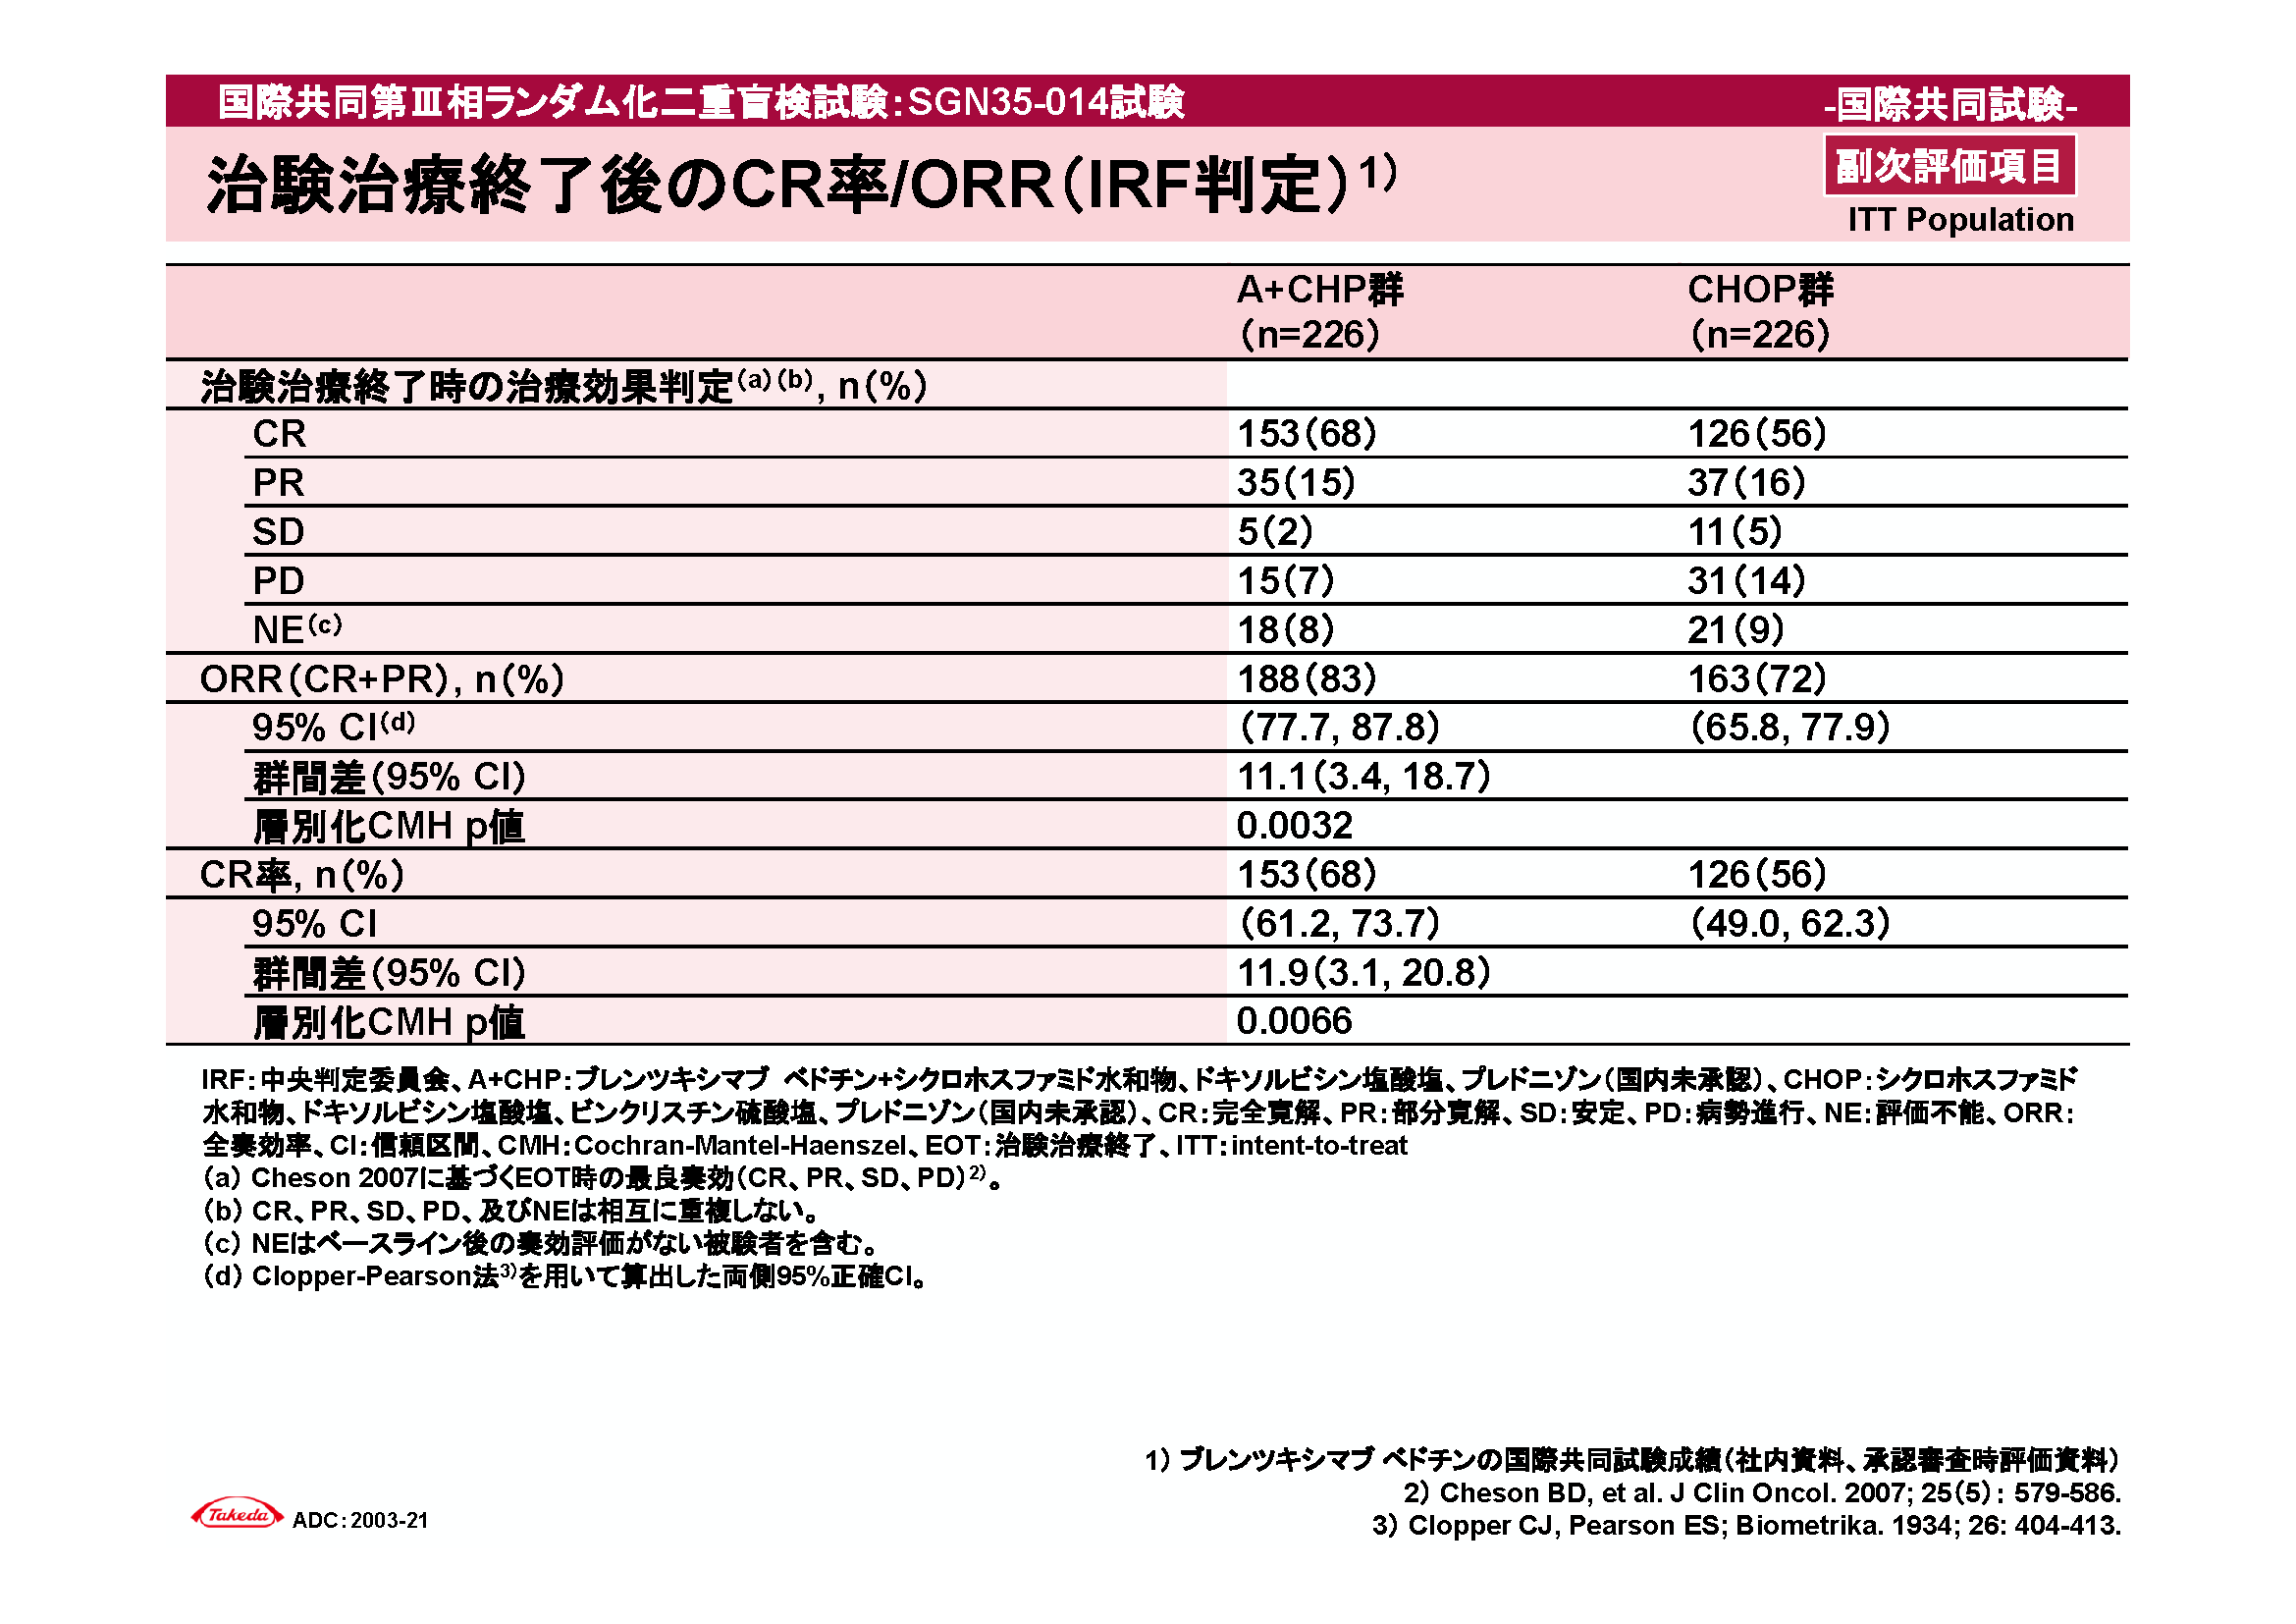 国際共同第Ⅲ相ランダム化二重盲検試験：SGN35-014試験
-国際共同試験-
治験治療終了後のCR率/ORR（IRF判定）1）
副次評価項目
ITT Population
A+CHP群 CHOP群
（n=226） （n=226）
治験治療終了時の治療効果判定（a）（b）, n（%）
CR 153（68） 126（56）
PR 35（15） 37（16）
SD 5（2） 11（5）
PD 15（7） 31（14）
NE（c） 18（8） 21（9）
ORR（CR+PR）, n（%） 188（83） 163（72）
95% CI（d） （77.7, 87.8） （65.8, 77.9）
群間差（95% CI） 11.1（3.4, 18.7）
層別化CMH p値 0.0032
CR率, n（%） 153（68） 126（56）
95% CI （61.2, 73.7） （49.0, 62.3）
群間差（95% CI） 11.9（3.1, 20.8）
層別化CMH p値 0.0066
IRF：中央判定委員会、A+CHP：ブレンツキシマブ ベドチン+シクロホスファミド水和物、ドキソルビシン塩酸塩、プレドニゾン（国内未承認）、CHOP：シクロホスファミド
水和物、ドキソルビシン塩酸塩、ビンクリスチン硫酸塩、プレドニゾン（国内未承認）、CR：完全寛解、PR：部分寛解、SD：安定、PD：病勢進行、NE：評価不能、ORR：
全奏効率、CI：信頼区間、CMH：Cochran-Mantel-Haenszel、EOT：治験治療終了、ITT：intent-to-treat
（a） Cheson 2007に基づくEOT時の最良奏効（CR、PR、SD、PD）2）。
（b） CR、PR、SD、PD、及びNEは相互に重複しない。
（c） NEはベースライン後の奏効評価がない被験者を含む。
（d） Clopper-Pearson法3）を用いて算出した両側95%正確CI。
1） ブレンツキシマブ ベドチンの国際共同試験成績（社内資料、承認審査時評価資料）
2） Cheson BD, et al. J Clin Oncol. 2007; 25（5）: 579-586.
3） Clopper CJ, Pearson ES; Biometrika. 1934; 26: 404-413.
Takeda ADC：2003-21